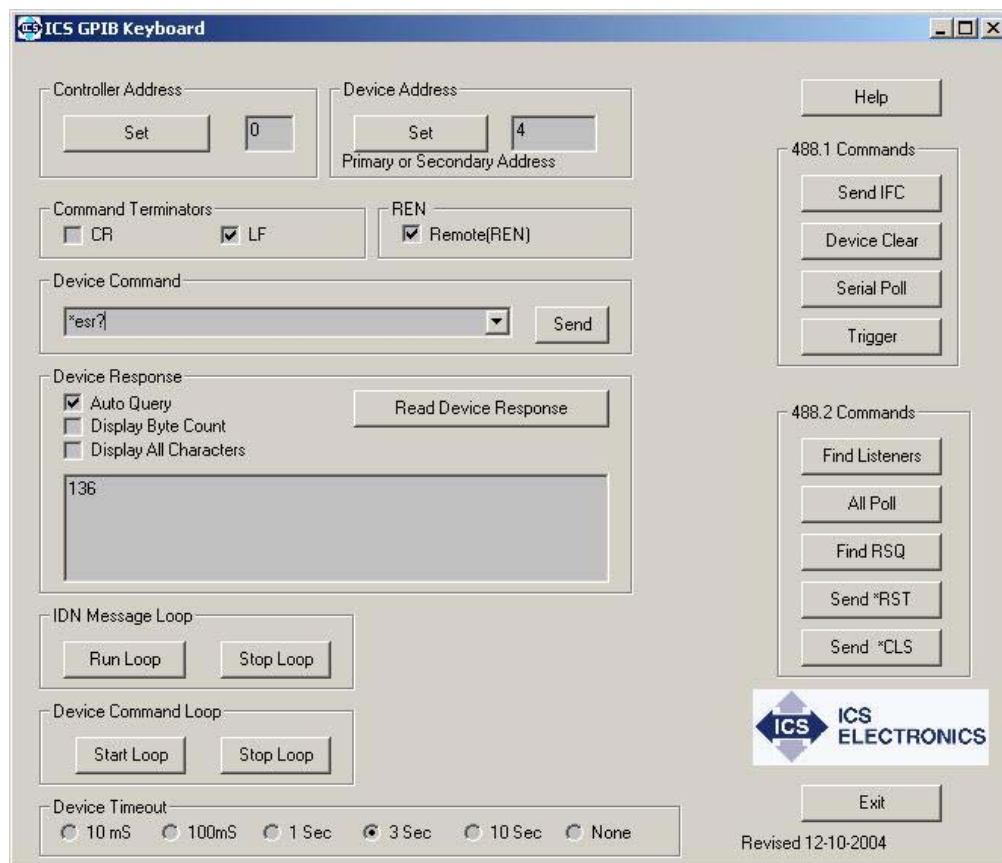 ICS GPIB Keyboard
Controller Address
Set
0
Device Address
Set
4
Primary or Secondary Address
Help
488.1 Commands
Send IFC
Device Clear
Serial Poll
Trigger
Command Terminators
CR
LF
REN
Remote(REN)
Device Command
*esr?
Send
Device Response
Auto Query
Display Byte Count
Display All Characters
Read Device Response
136
488.2 Commands
Find Listeners
All Poll
Find RSQ
Send *RST
Send *CLS
IDN Message Loop
Run Loop
Stop Loop
Device Command Loop
Start Loop
Stop Loop
ICS
ICS
ELECTRONICS
Device Timeout
10 mS
100mS
1 Sec
3 Sec
10 Sec
None
Exit
Revised 12-10-2004